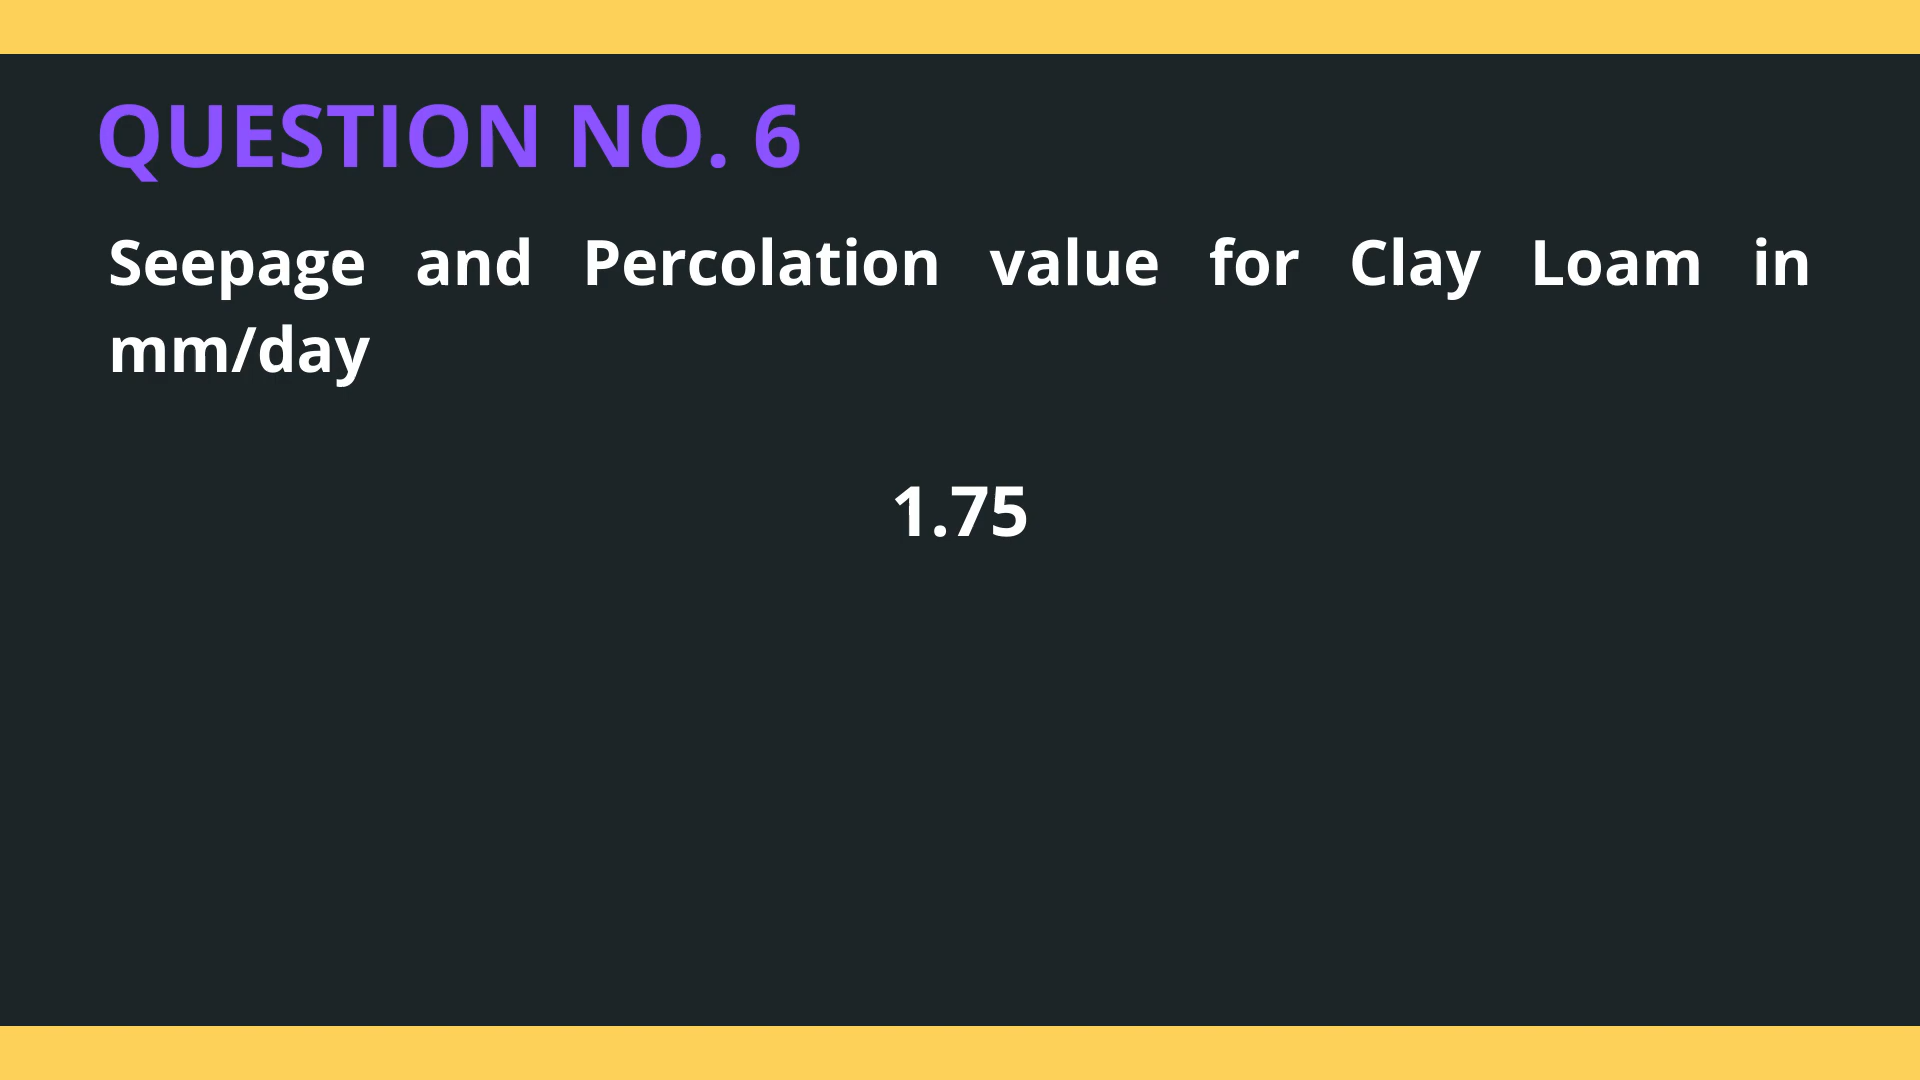 QUESTION NO. 6
Seepage and Percolation value for Clay Loam in
mm/day
1.75